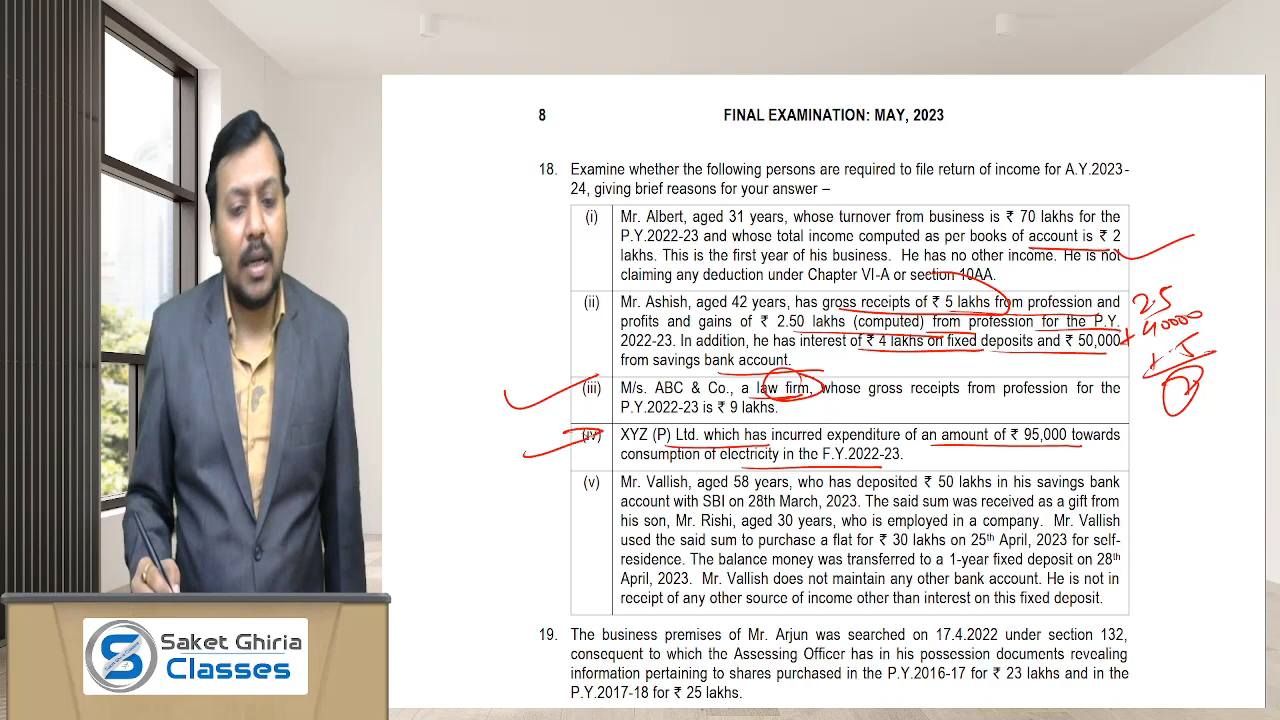 8 FINAL EXAMINATION: MAY, 2023
18. Examine whether the following persons are required to file return of income for A.Y.2023-
24, giving brief reasons for your answer –
(i) Mr. Albert, aged 31 years, whose turnover from business is ₹ 70 lakhs for the
P.Y.2022-23 and whose total income computed as per books of account is ₹ 2
lakhs. This is the first year of his business. He has no other income. He is not
claiming any deduction under Chapter VI-A or section 10AA.
(ii) Mr. Ashish, aged 42 years, has gross receipts of ₹ 5 lakhs from profession and
profits and gains of ₹ 2.50 lakhs (computed) from profession for the P.Y.
2022-23. In addition, he has interest of ₹ 4 lakhs on fixed deposits and ₹ 50,000
from savings bank account.
2.5
+ 40000
(iii) M/s. ABC & Co., a law firm, whose gross receipts from profession for the
P.Y.2022-23 is ₹ 9 lakhs.
(iv) XYZ (P) Ltd. which has incurred expenditure of an amount of ₹ 95,000 towards
consumption of electricity in the F.Y.2022-23.
(v) Mr. Vallish, aged 58 years, who has deposited ₹ 50 lakhs in his savings bank
account with SBI on 28th March, 2023. The said sum was received as a gift from
his son, Mr. Rishi, aged 30 years, who is employed in a company. Mr. Vallish
used the said sum to purchase a flat for ₹ 30 lakhs on 25th April, 2023 for self-
residence. The balance money was transferred to a 1-year fixed deposit on 28th
April, 2023. Mr. Vallish does not maintain any other bank account. He is not in
receipt of any other source of income other than interest on this fixed deposit.
19. The business premises of Mr. Arjun was searched on 17.4.2022 under section 132,
consequent to which the Assessing Officer has in his possession documents revealing
information pertaining to shares purchased in the P.Y.2016-17 for ₹ 23 lakhs and in the
P.Y.2017-18 for ₹ 25 lakhs.
Saket Ghiria
Classes